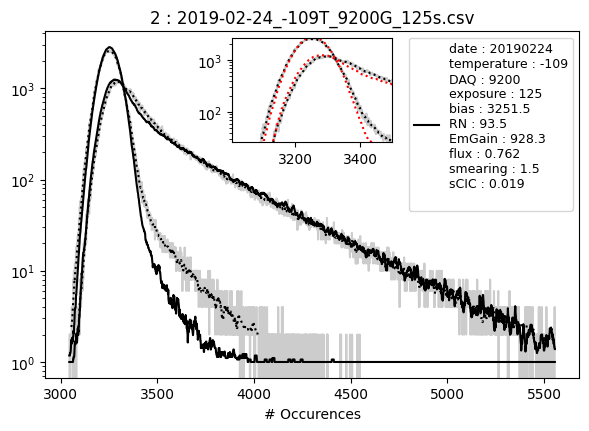 2 : 2019-02-24_-109T_9200G_125s.csv
10³
10²
10¹
10⁰
10³
10²
3200 3400
date : 20190224
temperature : -109
DAQ : 9200
exposure : 125
bias : 3251.5
RN : 93.5
EmGain : 928.3
flux : 0.762
smearing : 1.5
sCIC : 0.019
3000 3500 4000 4500 5000 5500
# Occurences